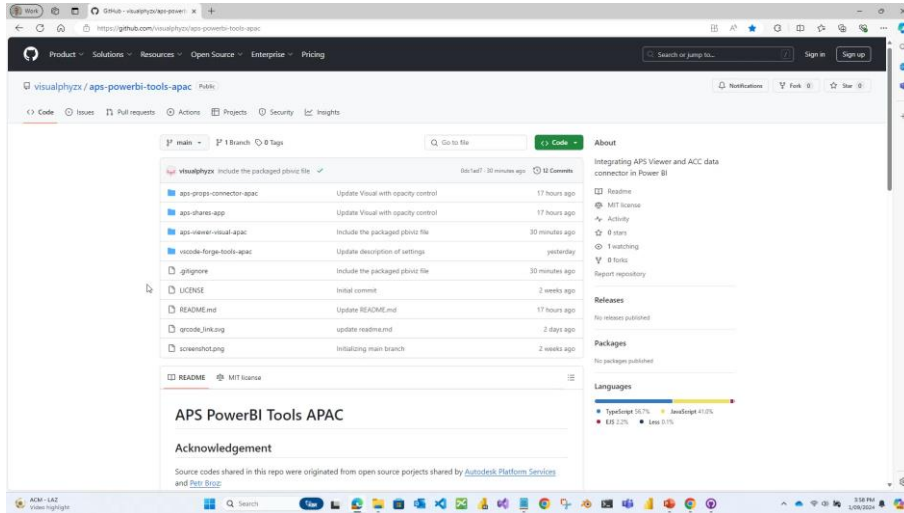 Work
GitHub - visualphyzx/aps-powerb
https://github.com/visualphyzx/aps-powerbi-tools-apac
Product Solutions Resources Open Source Enterprise Pricing
Search or jump to...
Sign in
Sign up
visualphyzx / aps-powerbi-tools-apac Public
Notifications Fork 0 Star 0
Code Issues Pull requests Actions Projects Security Insights
main 1 Branch 0 Tags
Go to file
Code
visualphyzx Include the packaged pbiviz file
30 minutes ago 12 Commits
aps-props-connector-apac Update Visual with opacity control 17 hours ago
aps-shares-app Update Visual with opacity control 17 hours ago
aps-viewer-visual-apac Include the packaged pbiviz file 30 minutes ago
vscode-forge-tools-apac Update description of settings yesterday
.gitignore Include the packaged pbiviz file 30 minutes ago
LICENSE Initial commit 2 weeks ago
README.md Update README.md 17 hours ago
qrcode_link.svg update readme.md 2 days ago
screenshot.png Initializing main branch 2 weeks ago
README MIT license
APS PowerBI Tools APAC
Acknowledgement
Source codes shared in this repo were originated from open source porjects shared by Autodesk Platform Services
and Petr Broz:
About
Integrating APS Viewer and ACC data
connector in Power BI
Readme
MIT license
Activity
0 stars
1 watching
0 forks
Report repository
Releases
No releases published
Packages
No packages published
Languages
TypeScript 56.7% JavaScript 41.0%
EJS 2.2% Less 0.1%
ACM - LAZ
Video highlight
Search
3:58 PM
1/09/2024